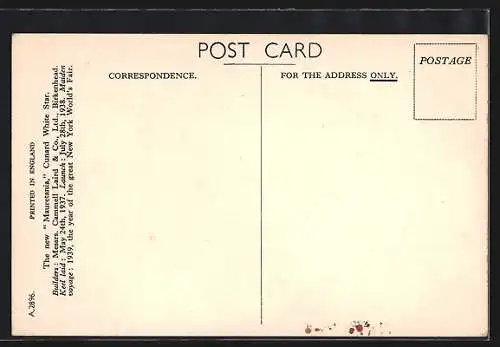 POST CARD
CORRESPONDENCE.
FOR THE ADDRESS ONLY.
POSTAGE
PRINTED IN ENGLAND
The new "Mauretania," Cunard White Star.
Builders: Messrs. Cammell Laird & Co., Ltd., Birkenhead.
Keel laid: May 24th, 1937. Launch: July 28th, 1938. Maiden
voyage: 1939, the year of the great New York World's Fair.
A.2896.